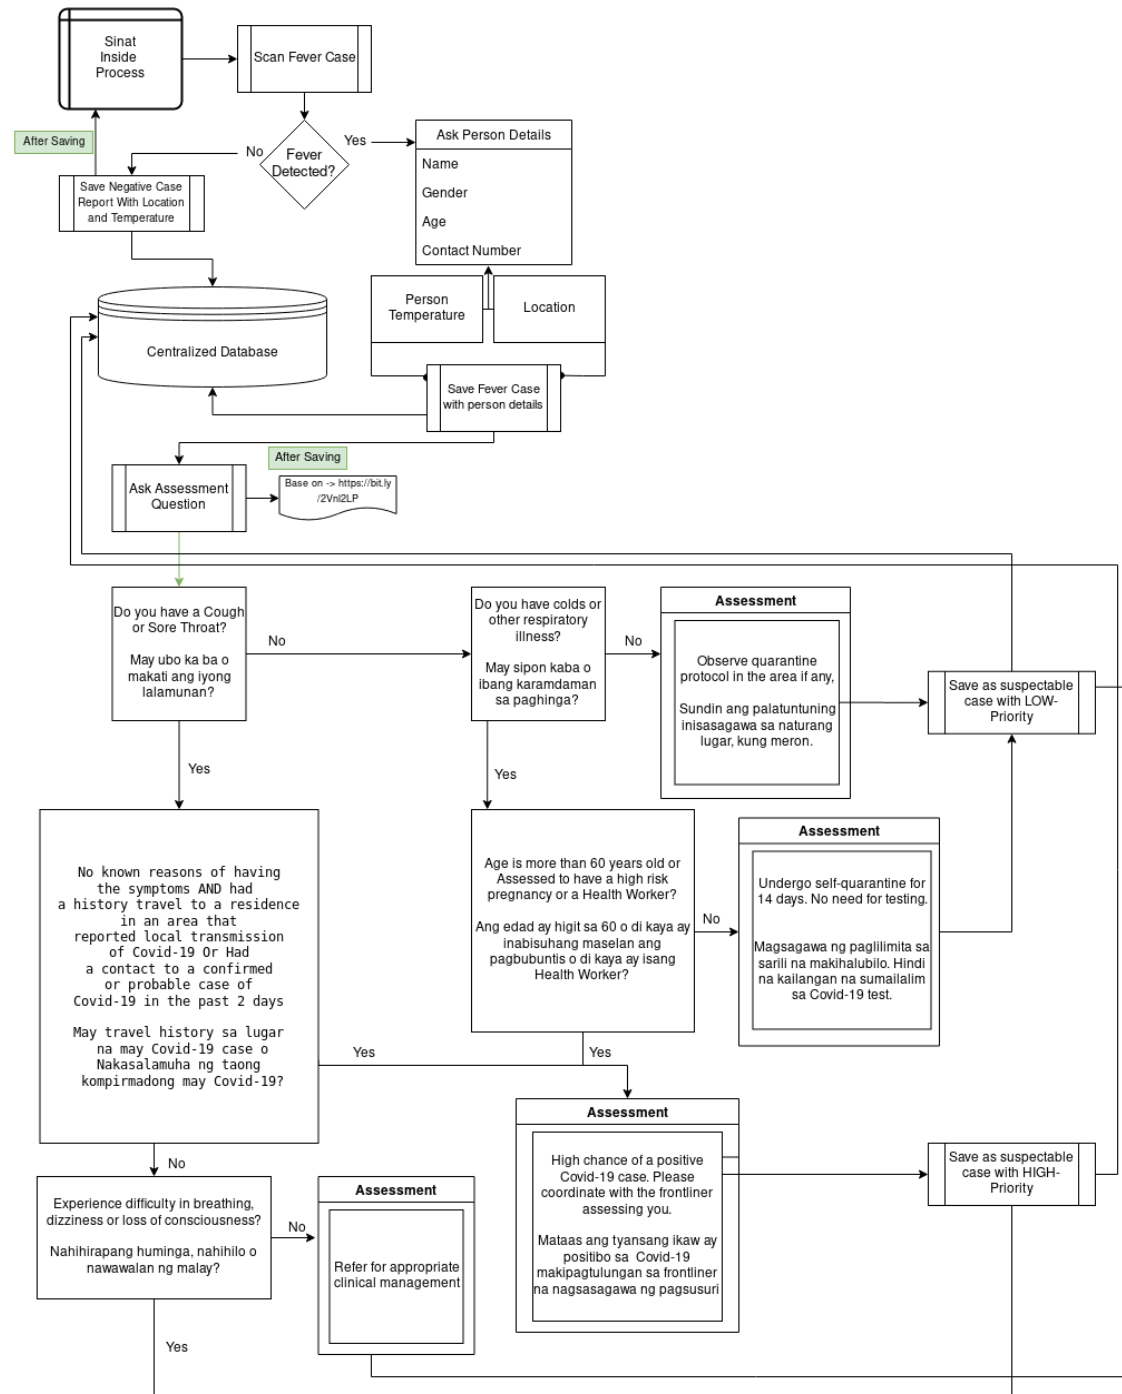 Sinat
Inside
Process
Scan Fever Case
After Saving
No
Fever
Detected?
Yes
Ask Person Details
Name
Gender
Age
Contact Number
Save Negative Case
Report With Location
and Temperature
Person
Temperature
Location
Centralized Database
Save Fever Case
with person details
After Saving
Ask Assessment
Question
Base on -> https://bit.ly
/2Vnl2LP
Do you have a Cough
or Sore Throat?
May ubo ka ba o
makati ang iyong
lalamunan?
No
Do you have colds or
other respiratory
illness?
May sipon kaba o
ibang karamdaman
sa paghinga?
No
Assessment
Observe quarantine
protocol in the area if any,
Sundin ang palatuntuning
inisasagawa sa naturang
lugar, kung meron.
Save as suspectable
case with LOW-
Priority
Yes
Yes
No known reasons of having
the symptoms AND had
a history travel to a residence
in an area that
reported local transmission
of Covid-19 Or Had
a contact to a confirmed
or probable case of
Covid-19 in the past 2 days
May travel history sa lugar
na may Covid-19 case o
Nakasalamuha ng taong
kompirmadong may Covid-19?
Age is more than 60 years old or
Assessed to have a high risk
pregnancy or a Health Worker?
Ang edad ay higit sa 60 o di kaya ay
inabisuhang maselan ang
pagbubuntis o di kaya ay isang
Health Worker?
No
Assessment
Undergo self-quarantine for
14 days. No need for testing.
Magsagawa ng paglilimita sa
sarili na makihalubilo. Hindi
na kailangan na sumailalim
sa Covid-19 test.
Yes
Yes
Assessment
High chance of a positive
Covid-19 case. Please
coordinate with the frontliner
assessing you.
Mataas ang tyansang ikaw ay
positibo sa Covid-19
makipagtulungan sa frontliner
na nagsasagawa ng pagsusuri
Save as suspectable
case with HIGH-
Priority
No
Experience difficulty in breathing,
dizziness or loss of consciousness?
Nahihirapang huminga, nahihilo o
nawawalan ng malay?
No
Assessment
Refer for appropriate
clinical management
Yes